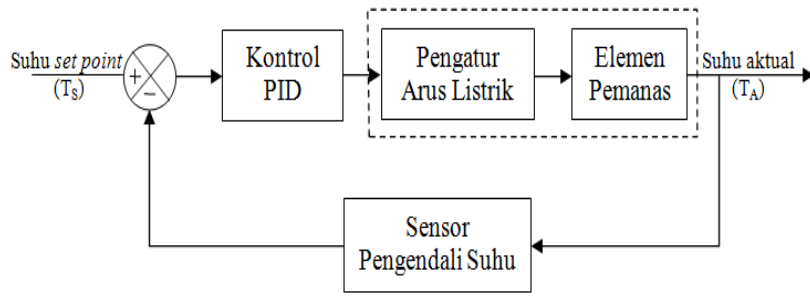 Suhu set point
(Ts)
+
−
Kontrol
PID
Pengatur
Arus Listrik
Elemen
Pemanas
Suhu aktual
(TA)
Sensor
Pengendali Suhu